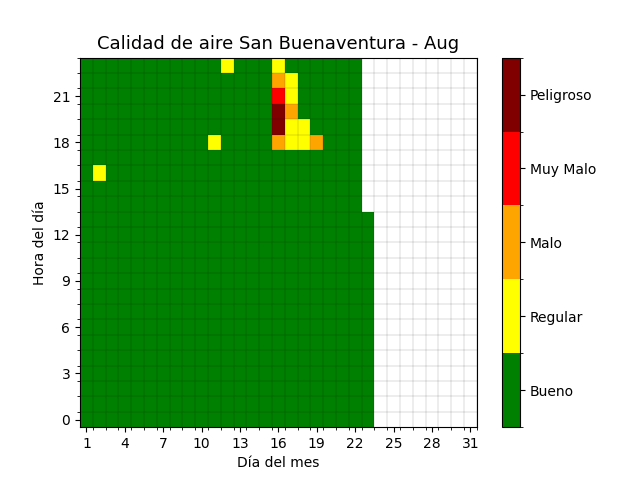 Calidad de aire San Buenaventura - Aug
Hora del día
21
18
15
12
9
6
3
0
1 4 7 10 13 16 19 22 25 28 31
Día del mes
Peligroso
Muy Malo
Malo
Regular
Bueno